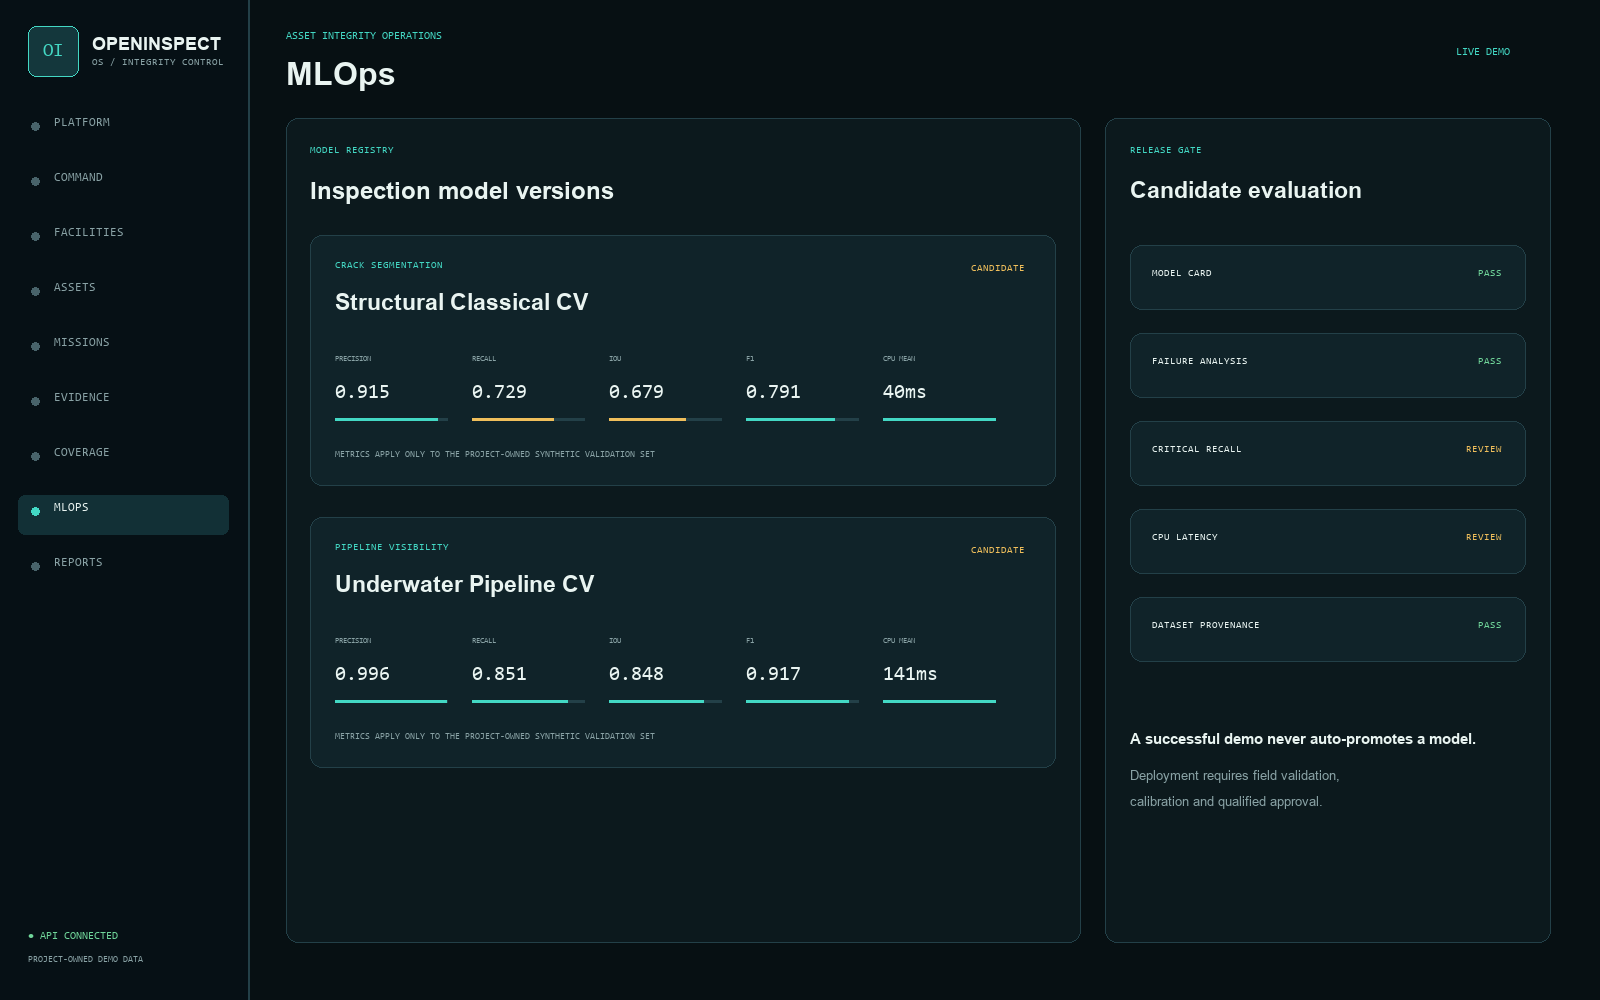 OI
OPENINSPECT
OS / INTEGRITY CONTROL
PLATFORM
COMMAND
FACILITIES
ASSETS
MISSIONS
EVIDENCE
COVERAGE
MLOPS
REPORTS
● API CONNECTED
PROJECT-OWNED DEMO DATA
ASSET INTEGRITY OPERATIONS
MLOps
LIVE DEMO
MODEL REGISTRY
Inspection model versions
CRACK SEGMENTATION
CANDIDATE
Structural Classical CV
PRECISION RECALL IOU F1 CPU MEAN
0.915 0.729 0.679 0.791 40ms
METRICS APPLY ONLY TO THE PROJECT-OWNED SYNTHETIC VALIDATION SET
PIPELINE VISIBILITY
CANDIDATE
Underwater Pipeline CV
PRECISION RECALL IOU F1 CPU MEAN
0.996 0.851 0.848 0.917 141ms
METRICS APPLY ONLY TO THE PROJECT-OWNED SYNTHETIC VALIDATION SET
RELEASE GATE
Candidate evaluation
MODEL CARD PASS
FAILURE ANALYSIS PASS
CRITICAL RECALL REVIEW
CPU LATENCY REVIEW
DATASET PROVENANCE PASS
A successful demo never auto-promotes a model.
Deployment requires field validation,
calibration and qualified approval.